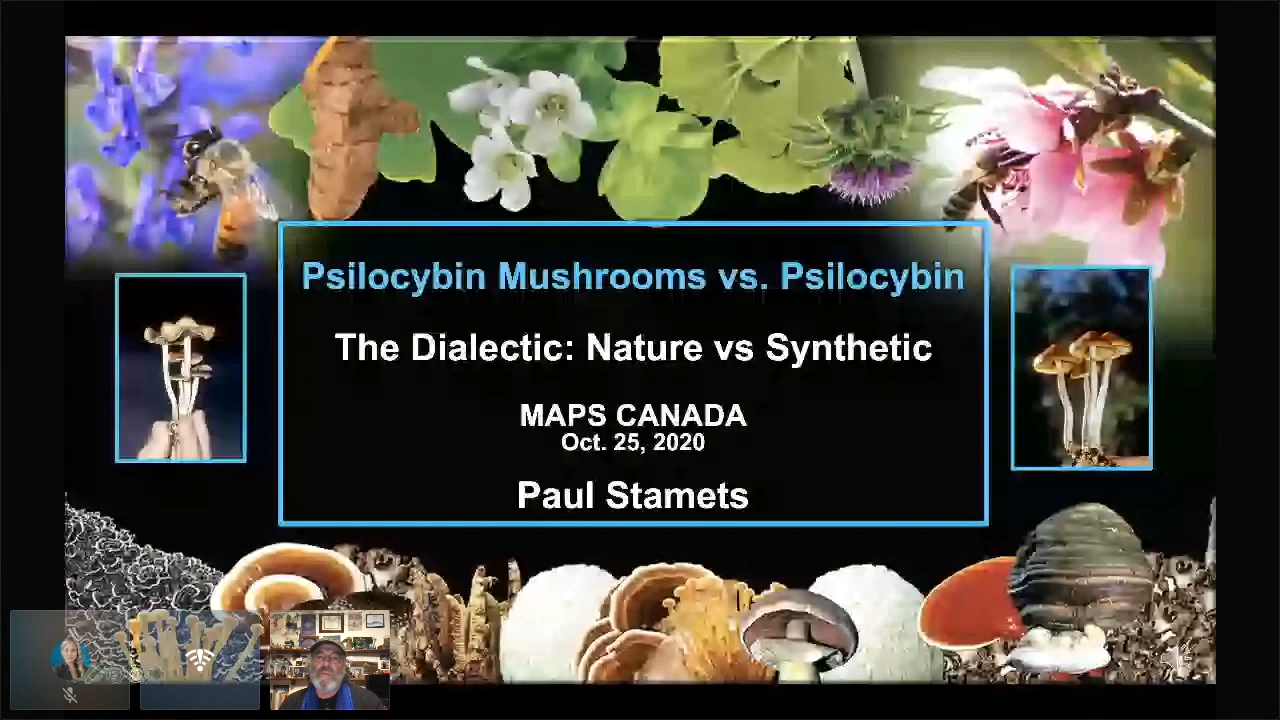 Psilocybin Mushrooms vs. Psilocybin
The Dialectic: Nature vs Synthetic
MAPS CANADA
Oct. 25, 2020
Paul Stamets